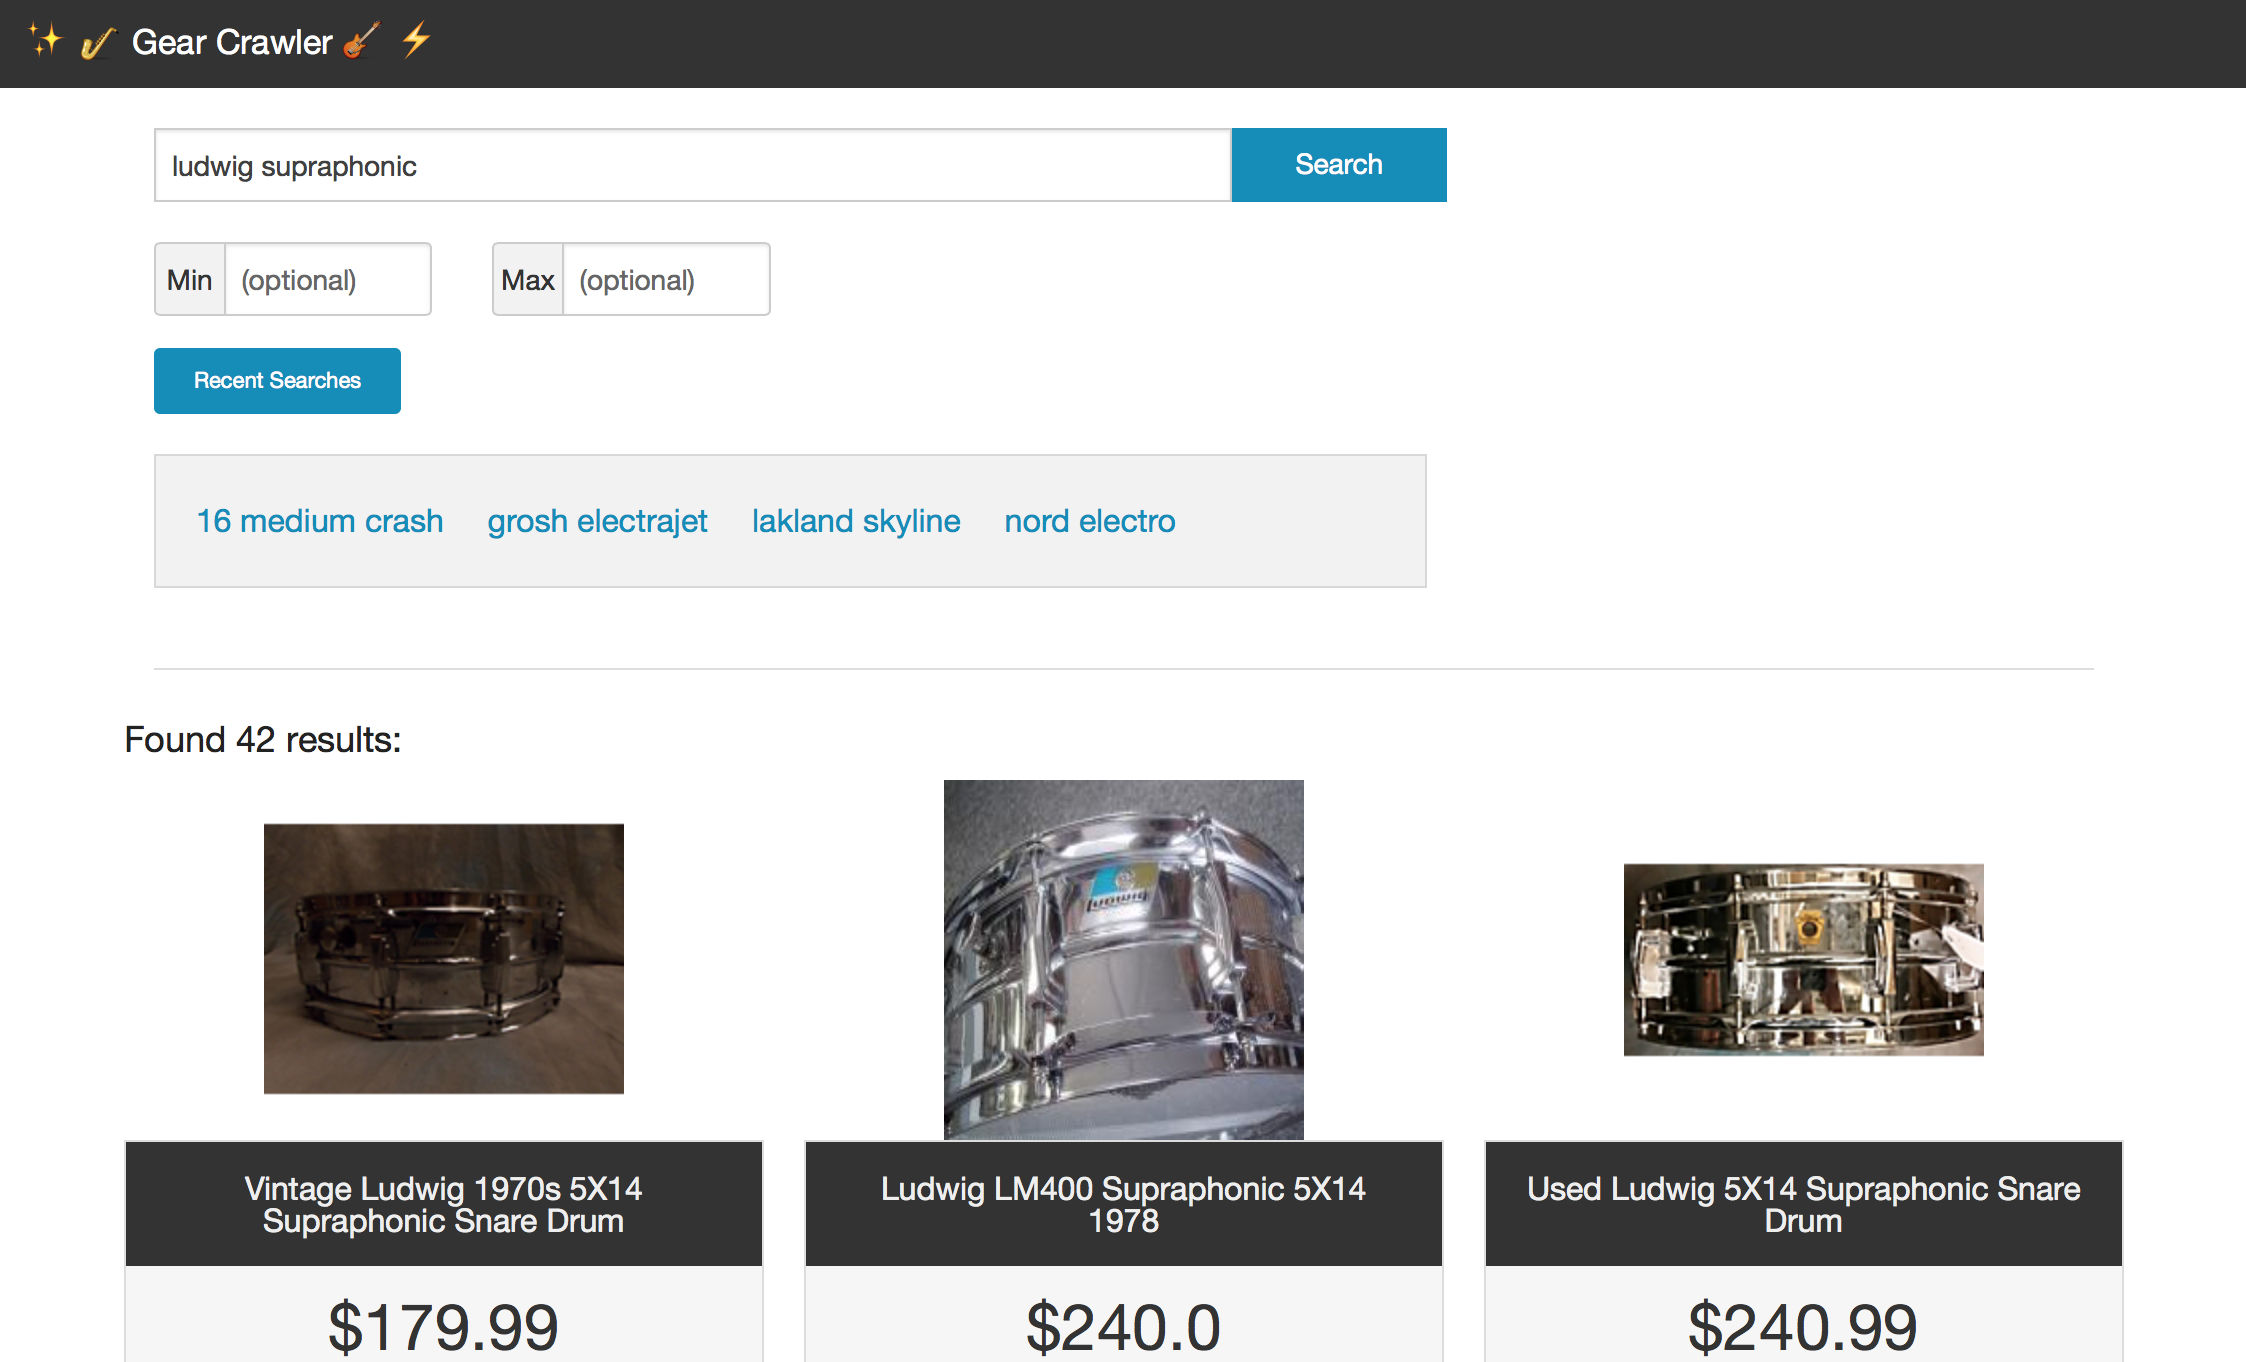 Gear Crawler
ludwig supraphonic
Search
Min (optional) Max (optional)
Recent Searches
16 medium crash grosh electrajet lakland skyline nord electro
Found 42 results:
Ludwig
Vintage Ludwig 1970s 5X14
Supraphonic Snare Drum
$179.99
Ludwig LM400 Supraphonic 5X14
1978
$240.0
Used Ludwig 5X14 Supraphonic Snare
Drum
$240.99